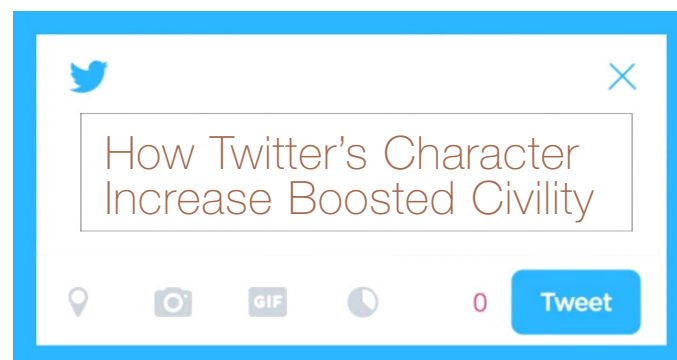 How Twitter's Character
Increase Boosted Civility
GIF
0
Tweet